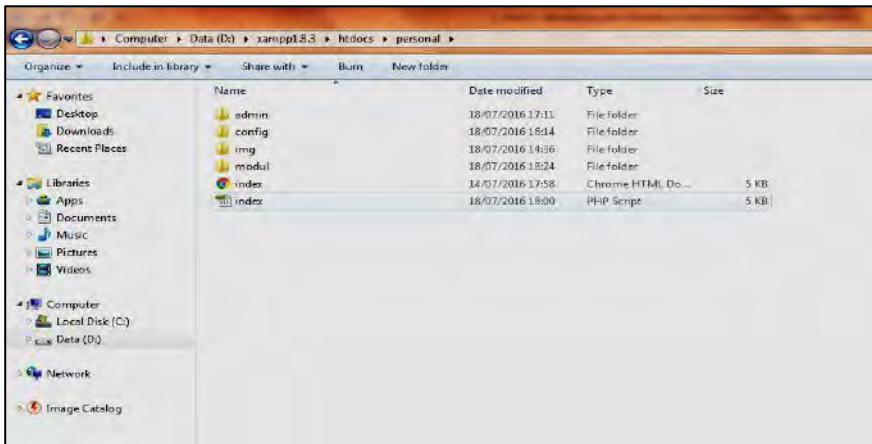 Computer ▸ Data (D:) ▸ xampp1.8.3 ▸ htdocs ▸ personal ▸
Organize Include in library Share with Burn New folder
Name Date modified Type Size
Favorites
Desktop
Downloads
Recent Places
Libraries
Apps
Documents
Music
Pictures
Videos
Computer
Local Disk (C:)
Data (D:)
Network
Image Catalog
admin 18/07/2016 17:11 File folder
config 18/07/2016 16:14 File folder
img 18/07/2016 14:36 File folder
modul 18/07/2016 18:24 File folder
index 14/07/2016 17:58 Chrome HTML Do... 5 KB
index 18/07/2016 18:00 PHP Script 5 KB